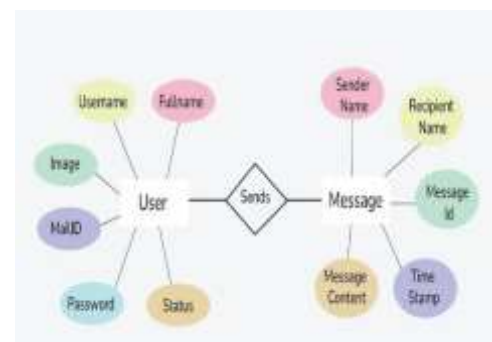 Username
Fullname
Image
MailID
Password
Status
User
Sends
Sender
Name
Recipient
Name
Message
Message
Id
Message
Content
Time
Stamp